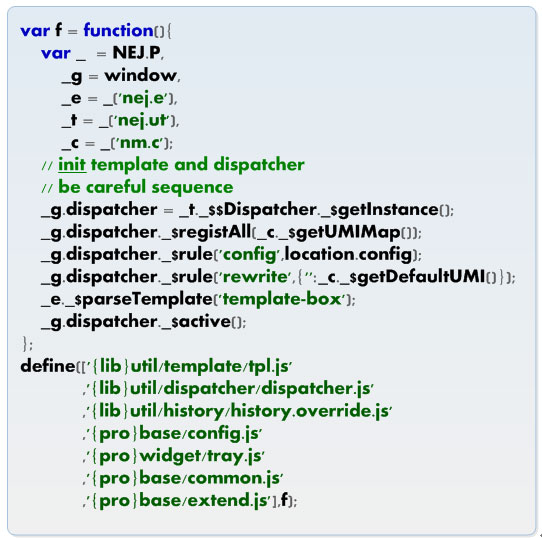 var f = function(){
    var _  = NEJ.P,
        _g = window,
        _e = _('nej.e'),
        _t = _('nej.ut'),
        _c = _('nm.c');
    // init template and dispatcher
    // be careful sequence
    _g.dispatcher = _t._$$Dispatcher._$getInstance();
    _g.dispatcher._$registAll(_c._$getUMIMap());
    _g.dispatcher._$rule('config',location.config);
    _g.dispatcher._$rule('rewrite',{'':_c._$getDefaultUMI()});
    _e._$parseTemplate('template-box');
    _g.dispatcher._$active();
};
define(['{lib}util/template/tpl.js'
       ,'{lib}util/dispatcher/dispatcher.js'
       ,'{lib}util/history/history.override.js'
       ,'{pro}base/config.js'
       ,'{pro}widget/tray.js'
       ,'{pro}base/common.js'
       ,'{pro}base/extend.js'],f);